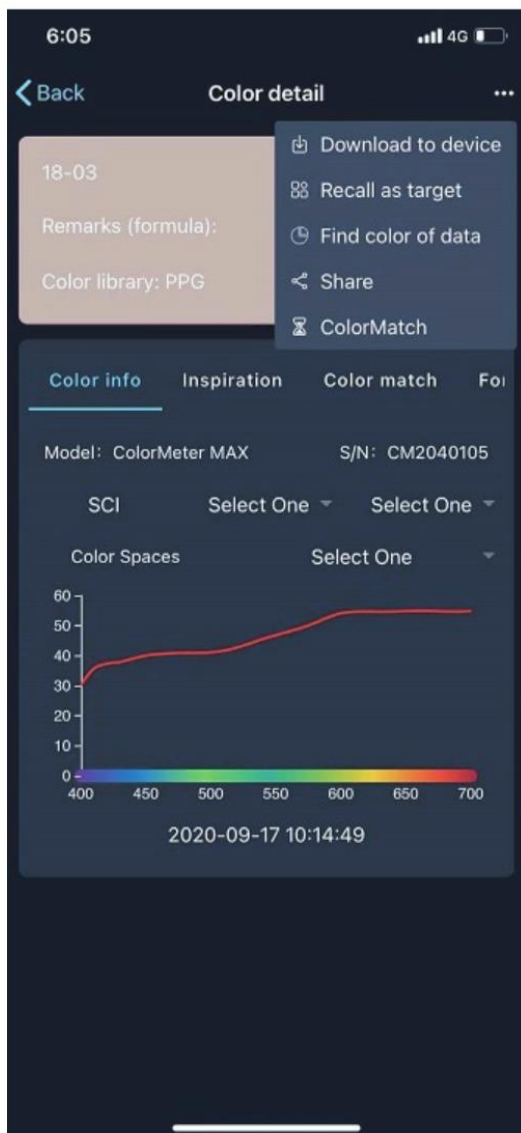 6:05
4G
Back
Color detail
Download to device
Recall as target
Find color of data
Share
ColorMatch
18-03
Remarks (formula):
Color library: PPG
Color info Inspiration Color match For
Model: ColorMeter MAX S/N: CM2040105
SCI Select One Select One
Color Spaces Select One
60
50
40
30
20
10
0
400 450 500 550 600 650 700
2020-09-17 10:14:49